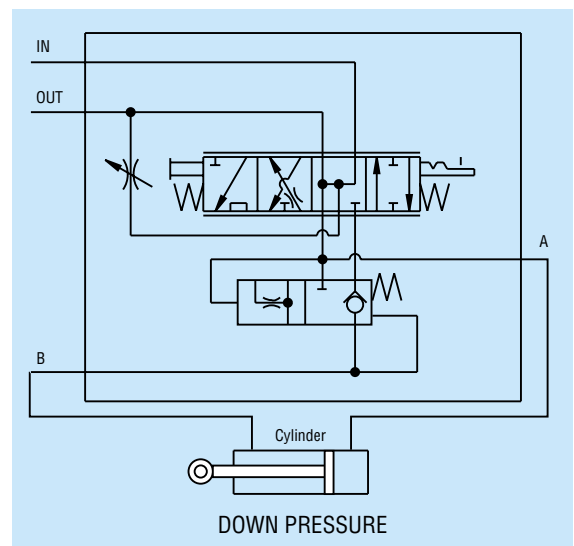 IN
OUT
A
B
Cylinder
DOWN PRESSURE